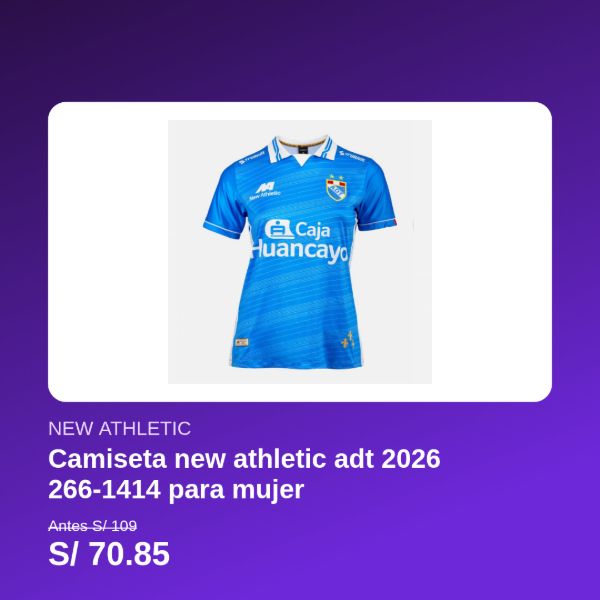 New Athletic
ADT
Caja
Huancayo
NEW ATHLETIC
Camiseta new athletic adt 2026
266-1414 para mujer
Antes S/ 109
S/ 70.85